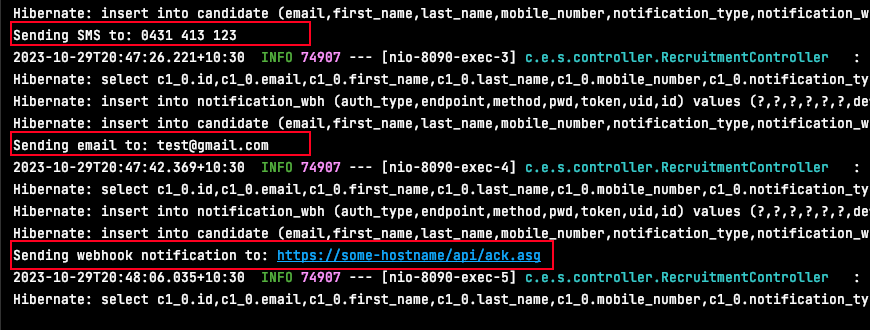 Hibernate: insert into candidate (email,first_name,last_name,mobile_number,notification_type,notification_w
Sending SMS to: 0431 413 123
2023-10-29T20:47:26.221+10:30  INFO 74907 --- [nio-8090-exec-3] c.e.s.controller.RecruitmentController   :
Hibernate: select c1_0.id,c1_0.email,c1_0.first_name,c1_0.last_name,c1_0.mobile_number,c1_0.notification_ty
Hibernate: insert into notification_wbh (auth_type,endpoint,method,pwd,token,uid,id) values (?,?,?,?,?,?,de
Hibernate: insert into candidate (email,first_name,last_name,mobile_number,notification_type,notification_w
Sending email to: test@gmail.com
2023-10-29T20:47:42.369+10:30  INFO 74907 --- [nio-8090-exec-4] c.e.s.controller.RecruitmentController   :
Hibernate: select c1_0.id,c1_0.email,c1_0.first_name,c1_0.last_name,c1_0.mobile_number,c1_0.notification_ty
Hibernate: insert into notification_wbh (auth_type,endpoint,method,pwd,token,uid,id) values (?,?,?,?,?,?,de
Hibernate: insert into candidate (email,first_name,last_name,mobile_number,notification_type,notification_w
Sending webhook notification to: https://some-hostname/api/ack.asg
2023-10-29T20:48:06.035+10:30  INFO 74907 --- [nio-8090-exec-5] c.e.s.controller.RecruitmentController   :
Hibernate: select c1_0.id,c1_0.email,c1_0.first_name,c1_0.last_name,c1_0.mobile_number,c1_0.notification_ty